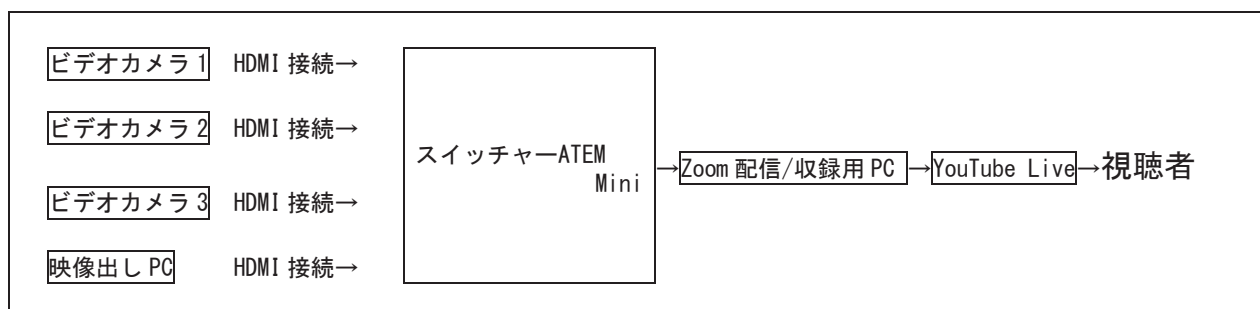 ビデオカメラ 1 HDMI 接続→
ビデオカメラ 2 HDMI 接続→
スイッチャーATEM
Mini
→Zoom 配信/収録用 PC →YouTube Live→視聴者
ビデオカメラ 3 HDMI 接続→
映像出し PC HDMI 接続→